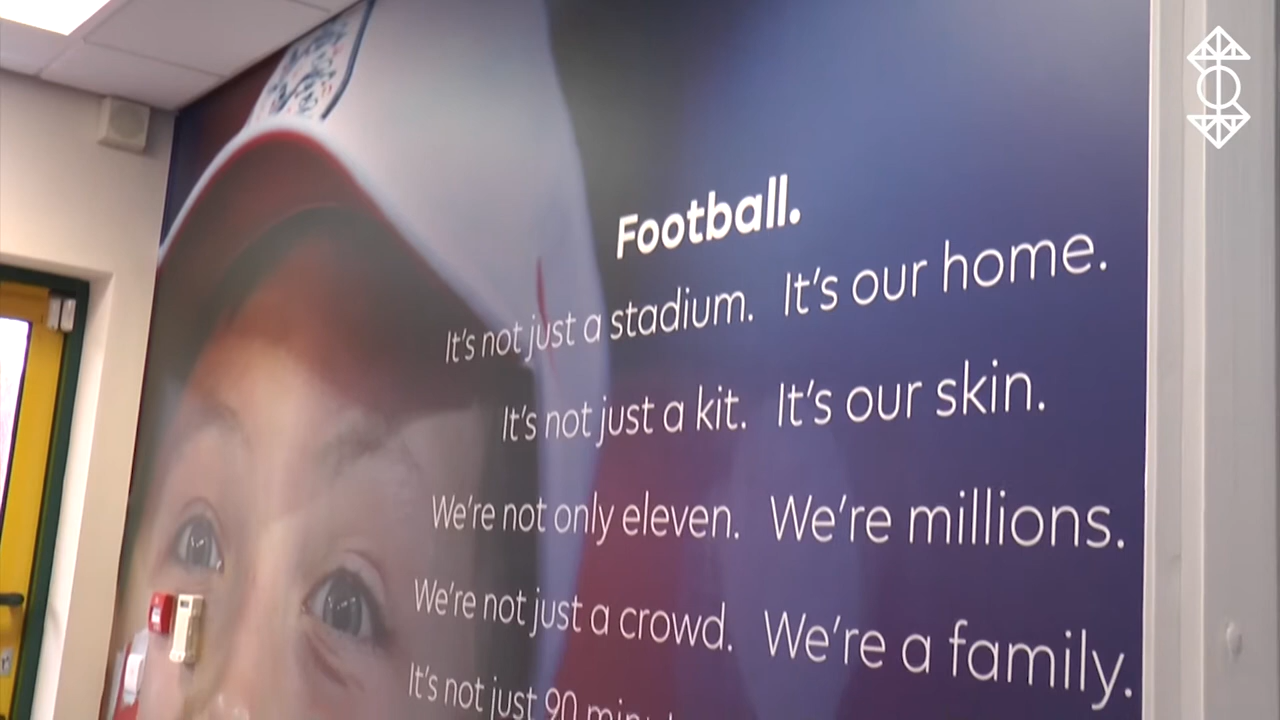 Football.
It's not just a stadium. It's our home.
It's not just a kit. It's our skin.
We're not only eleven. We're millions.
We're not just a crowd. We're a family.
It's not just 90